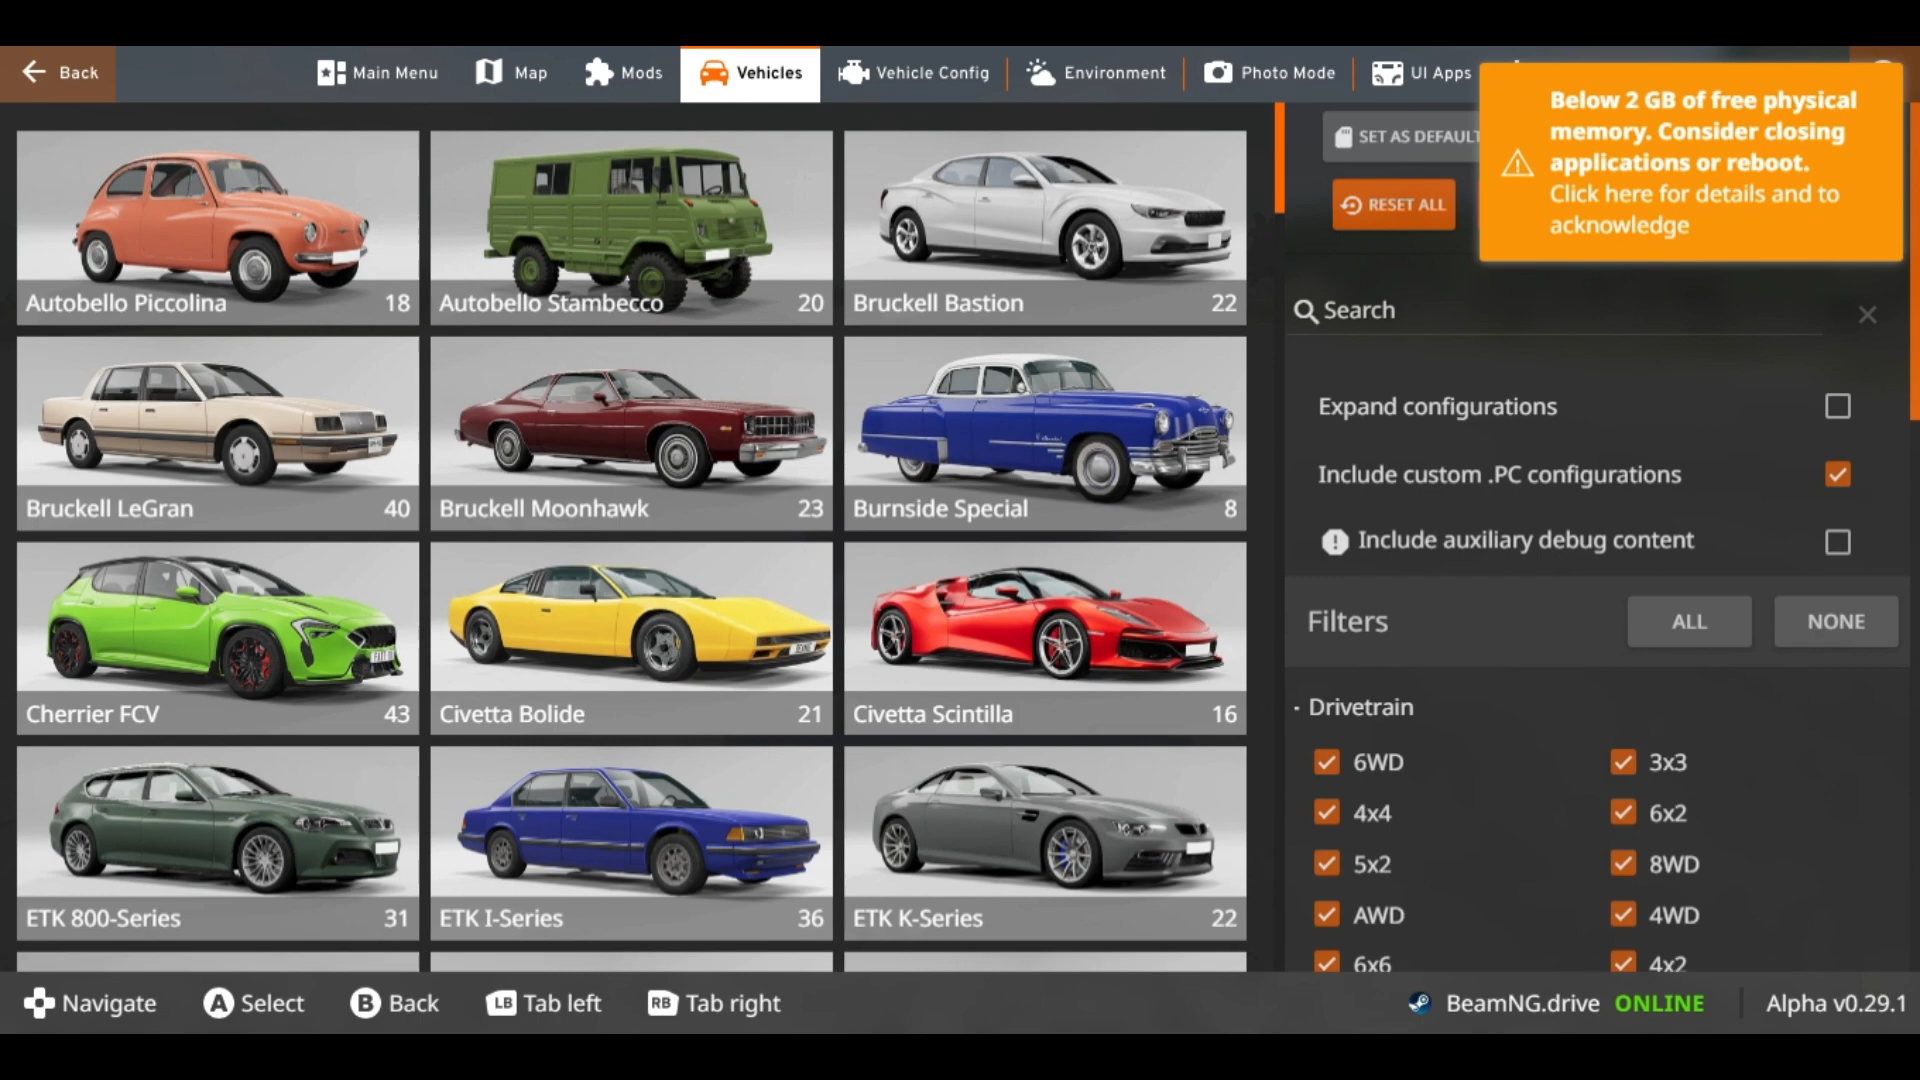 Back
Main Menu
Map
Mods
Vehicles
Vehicle Config
Environment
Photo Mode
UI Apps
Below 2 GB of free physical
memory. Consider closing
applications or reboot.
Click here for details and to
acknowledge
SET AS DEFAULT
RESET ALL
Autobello Piccolina 18
Autobello Stambecco 20
Bruckell Bastion 22
Bruckell LeGran 40
Bruckell Moonhawk 23
Burnside Special 8
Cherrier FCV 43
Civetta Bolide 21
Civetta Scintilla 16
ETK 800-Series 31
ETK I-Series 36
ETK K-Series 22
Search
Expand configurations
Include custom .PC configurations
Include auxiliary debug content
Filters
ALL
NONE
Drivetrain
6WD
3x3
4x4
6x2
5x2
8WD
AWD
4WD
6x6
4x2
Navigate
A Select
B Back
LB Tab left
RB Tab right
BeamNG.drive ONLINE
Alpha v0.29.1